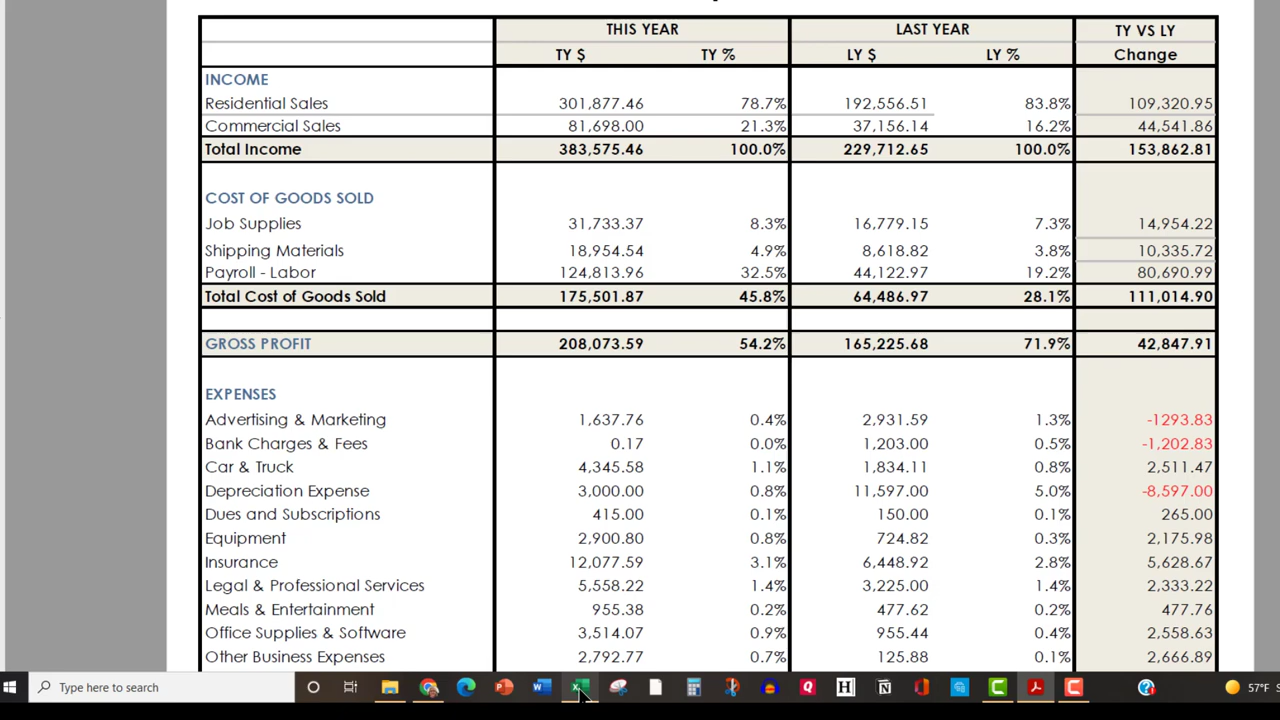 THIS YEAR LAST YEAR TY VS LY
TY $ TY % LY $ LY % Change
INCOME
Residential Sales 301,877.46 78.7% 192,556.51 83.8% 109,320.95
Commercial Sales 81,698.00 21.3% 37,156.14 16.2% 44,541.86
Total Income 383,575.46 100.0% 229,712.65 100.0% 153,862.81
COST OF GOODS SOLD
Job Supplies 31,733.37 8.3% 16,779.15 7.3% 14,954.22
Shipping Materials 18,954.54 4.9% 8,618.82 3.8% 10,335.72
Payroll - Labor 124,813.96 32.5% 44,122.97 19.2% 80,690.99
Total Cost of Goods Sold 175,501.87 45.8% 64,486.97 28.1% 111,014.90
GROSS PROFIT 208,073.59 54.2% 165,225.68 71.9% 42,847.91
EXPENSES
Advertising & Marketing 1,637.76 0.4% 2,931.59 1.3% -1293.83
Bank Charges & Fees 0.17 0.0% 1,203.00 0.5% -1,202.83
Car & Truck 4,345.58 1.1% 1,834.11 0.8% 2,511.47
Depreciation Expense 3,000.00 0.8% 11,597.00 5.0% -8,597.00
Dues and Subscriptions 415.00 0.1% 150.00 0.1% 265.00
Equipment 2,900.80 0.8% 724.82 0.3% 2,175.98
Insurance 12,077.59 3.1% 6,448.92 2.8% 5,628.67
Legal & Professional Services 5,558.22 1.4% 3,225.00 1.4% 2,333.22
Meals & Entertainment 955.38 0.2% 477.62 0.2% 477.76
Office Supplies & Software 3,514.07 0.9% 955.44 0.4% 2,558.63
Other Business Expenses 2,792.77 0.7% 125.88 0.1% 2,666.89
Type here to search 57°F